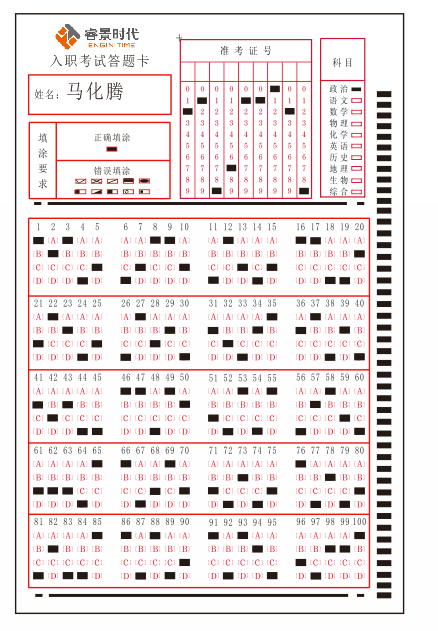 睿景时代
ENGIN TIME
入职考试答题卡
姓名：马化腾
填涂要求
正确填涂
错误填涂
准考证号
0 0 0 0 0 0 0 0
1 1 1 1 1 1
2 2 2 2 2 2 2
3 3 3 3 3 3 3 3 3
4 4 4 4 4 4 4 4 4
5 5 5 5 5 5 5 5 5
6 6 6 6 6 6 6 6 6
7 7 7 7 7 7 7 7
8 8 8 8 8 8 8 8 8
9 9 9 9 9 9 9
科目
政治
语文
数学
物理
化学
英语
历史
地理
生物
综合
1 2 3 4 5 6 7 8 9 10 11 12 13 14 15 16 17 18 19 20
[A] [A] [A] [A] [A] [A] [A] [A] [A] [A] [A] [A] [A]
[B] [B] [B] [B] [B] [B] [B] [B] [B] [B] [B] [B] [B] [B] [B] [B] [B] [B]
[C] [C] [C] [C] [C] [C] [C] [C] [C] [C] [C] [C] [C] [C] [C]
[D] [D] [D] [D] [D] [D] [D] [D] [D] [D] [D] [D] [D] [D] [D]
21 22 23 24 25 26 27 28 29 30 31 32 33 34 35 36 37 38 39 40
41 42 43 44 45 46 47 48 49 50 51 52 53 54 55 56 57 58 59 60
61 62 63 64 65 66 67 68 69 70 71 72 73 74 75 76 77 78 79 80
81 82 83 84 85 86 87 88 89 90 91 92 93 94 95 96 97 98 99 100